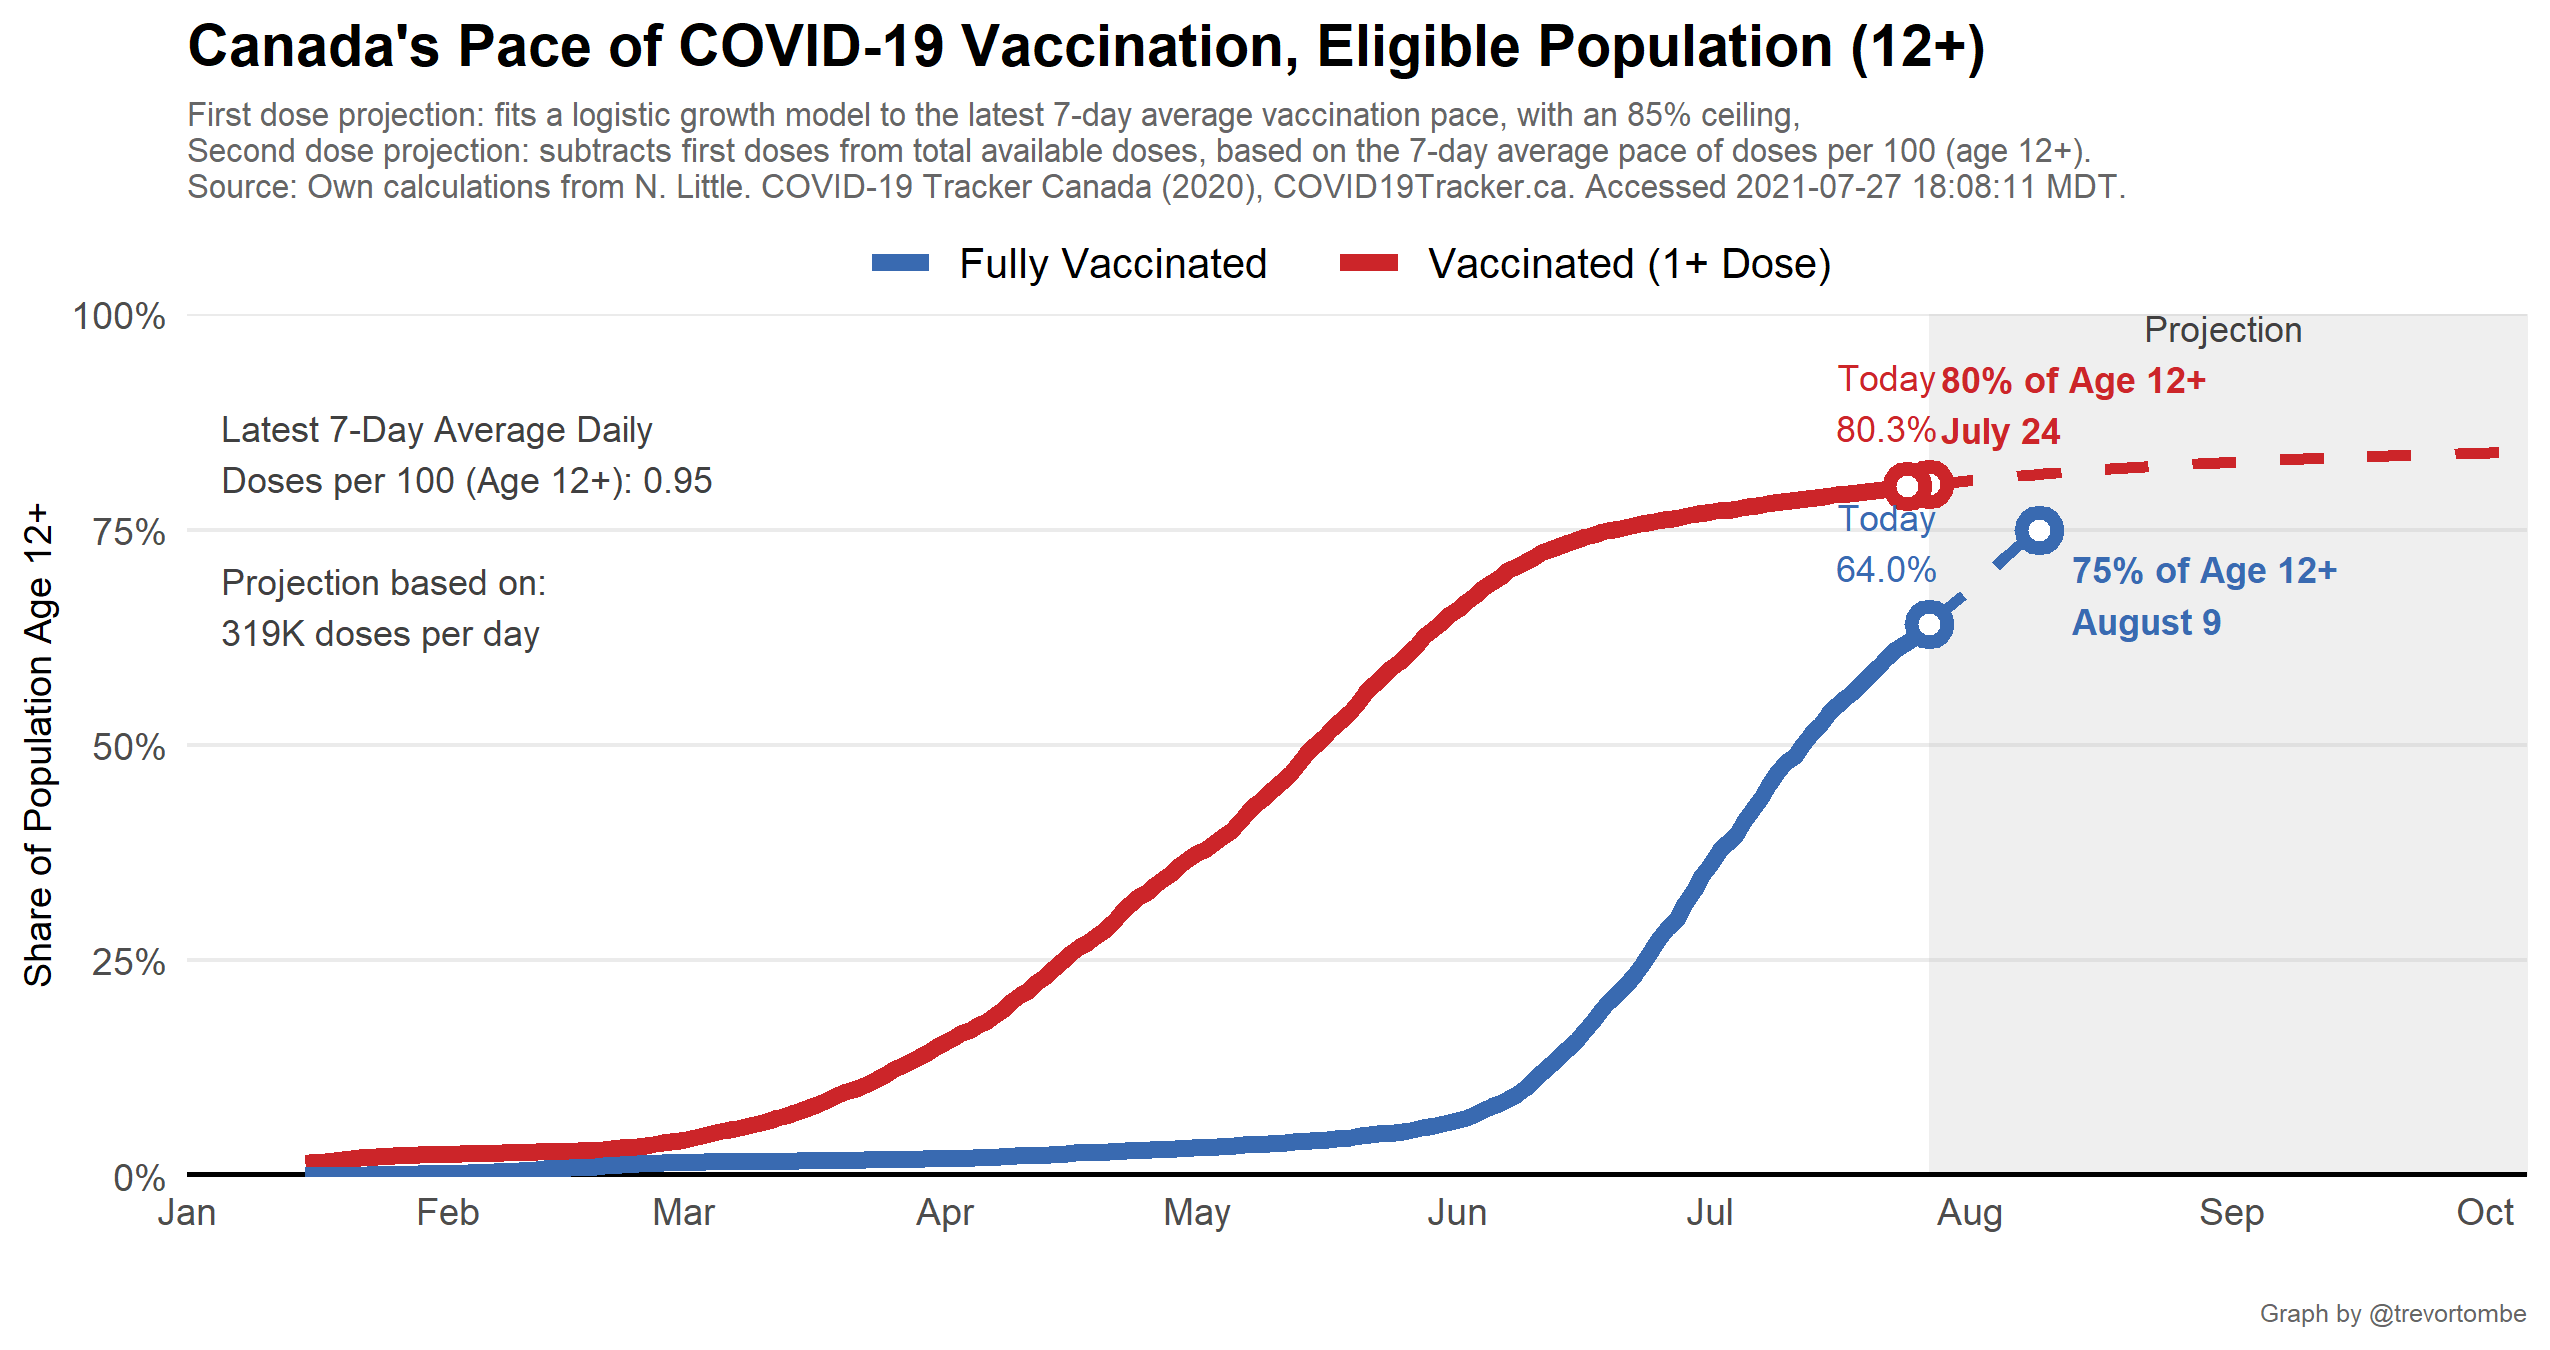 Canada's Pace of COVID-19 Vaccination, Eligible Population (12+)
First dose projection: fits a logistic growth model to the latest 7-day average vaccination pace, with an 85% ceiling,
Second dose projection: subtracts first doses from total available doses, based on the 7-day average pace of doses per 100 (age 12+).
Source: Own calculations from N. Little. COVID-19 Tracker Canada (2020), COVID19Tracker.ca. Accessed 2021-07-27 18:08:11 MDT.
Fully Vaccinated
Vaccinated (1+ Dose)
Share of Population Age 12+
100%
75%
50%
25%
0%
Latest 7-Day Average Daily
Doses per 100 (Age 12+): 0.95
Projection based on:
319K doses per day
Projection
Today
80.3%
80% of Age 12+
July 24
Today
64.0%
75% of Age 12+
August 9
Jan
Feb
Mar
Apr
May
Jun
Jul
Aug
Sep
Oct
Graph by @trevortombe